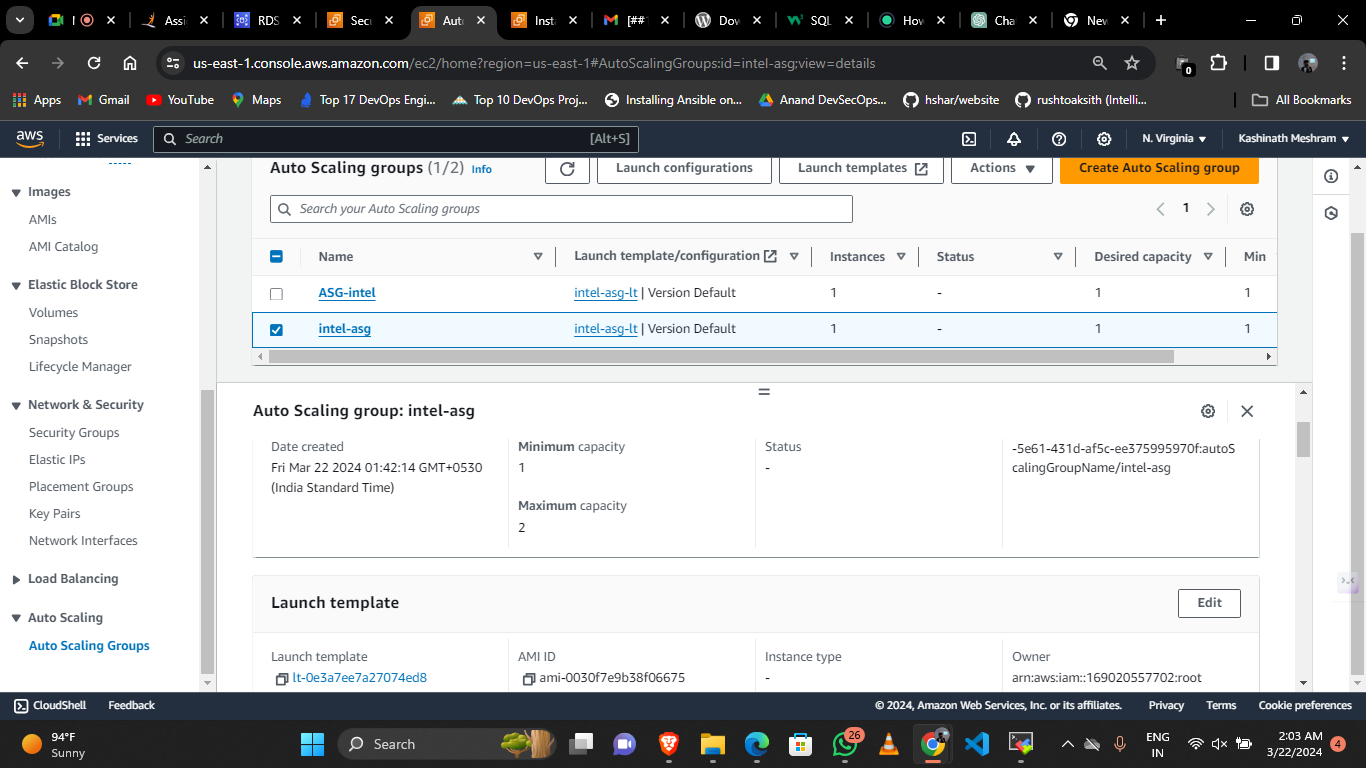 Assi
RDS
Secu
Auto
Insta
[##1
Dow
SQL
How
Chat
New
us-east-1.console.aws.amazon.com/ec2/home?region=us-east-1#AutoScalingGroups:id=intel-asg;view=details
0
Apps
Gmail
YouTube
Maps
Top 17 DevOps Engi...
Top 10 DevOps Proj...
Installing Ansible on...
Anand DevSecOps...
hshar/website
rushtoaksith (Intelli...
All Bookmarks
aws
Services
Search
[Alt+S]
N. Virginia
Kashinath Meshram
Images
AMIs
AMI Catalog
Elastic Block Store
Volumes
Snapshots
Lifecycle Manager
Network & Security
Security Groups
Elastic IPs
Placement Groups
Key Pairs
Network Interfaces
Load Balancing
Auto Scaling
Auto Scaling Groups
Auto Scaling groups (1/2) Info
Launch configurations
Launch templates
Actions
Create Auto Scaling group
Search your Auto Scaling groups
1
Name Launch template/configuration Instances Status Desired capacity Min
ASG-intel intel-asg-lt | Version Default 1 - 1 1
intel-asg intel-asg-lt | Version Default 1 - 1 1
Auto Scaling group: intel-asg
Date created
Fri Mar 22 2024 01:42:14 GMT+0530
(India Standard Time)
Minimum capacity
1
Maximum capacity
2
Status
-
-5e61-431d-af5c-ee375995970f:autoS
calingGroupName/intel-asg
Launch template
Edit
Launch template
lt-0e3a7ee7a27074ed8
AMI ID
ami-0030f7e9b38f06675
Instance type
-
Owner
arn:aws:iam::169020557702:root
CloudShell
Feedback
© 2024, Amazon Web Services, Inc. or its affiliates.
Privacy
Terms
Cookie preferences
94°F
Sunny
Search
26
ENG
IN
2:03 AM
3/22/2024
4